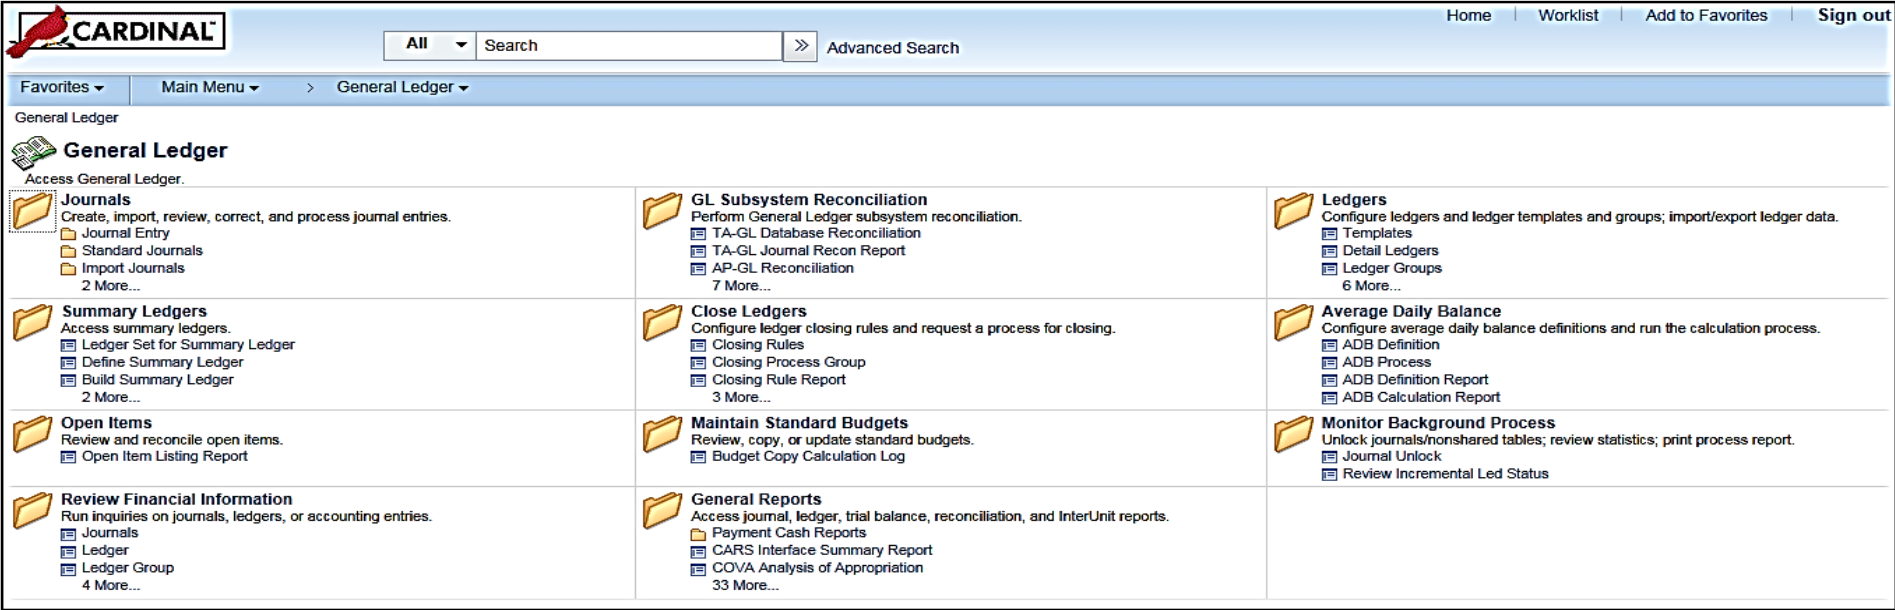 CARDINAL™
Home
Worklist
Add to Favorites
Sign out
All
Search
Advanced Search
Favorites
Main Menu
>
General Ledger
General Ledger
General Ledger
Access General Ledger.
Journals
Create, import, review, correct, and process journal entries.
Journal Entry
Standard Journals
Import Journals
2 More...
GL Subsystem Reconciliation
Perform General Ledger subsystem reconciliation.
TA-GL Database Reconciliation
TA-GL Journal Recon Report
AP-GL Reconciliation
7 More...
Ledgers
Configure ledgers and ledger templates and groups; import/export ledger data.
Templates
Detail Ledgers
Ledger Groups
6 More...
Summary Ledgers
Access summary ledgers.
Ledger Set for Summary Ledger
Define Summary Ledger
Build Summary Ledger
2 More...
Close Ledgers
Configure ledger closing rules and request a process for closing.
Closing Rules
Closing Process Group
Closing Rule Report
3 More...
Average Daily Balance
Configure average daily balance definitions and run the calculation process.
ADB Definition
ADB Process
ADB Definition Report
ADB Calculation Report
Open Items
Review and reconcile open items.
Open Item Listing Report
Maintain Standard Budgets
Review, copy, or update standard budgets.
Budget Copy Calculation Log
Monitor Background Process
Unlock journals/nonshared tables; review statistics; print process report.
Journal Unlock
Review Incremental Led Status
Review Financial Information
Run inquiries on journals, ledgers, or accounting entries.
Journals
Ledger
Ledger Group
4 More...
General Reports
Access journal, ledger, trial balance, reconciliation, and InterUnit reports.
Payment Cash Reports
CARS Interface Summary Report
COVA Analysis of Appropriation
33 More...